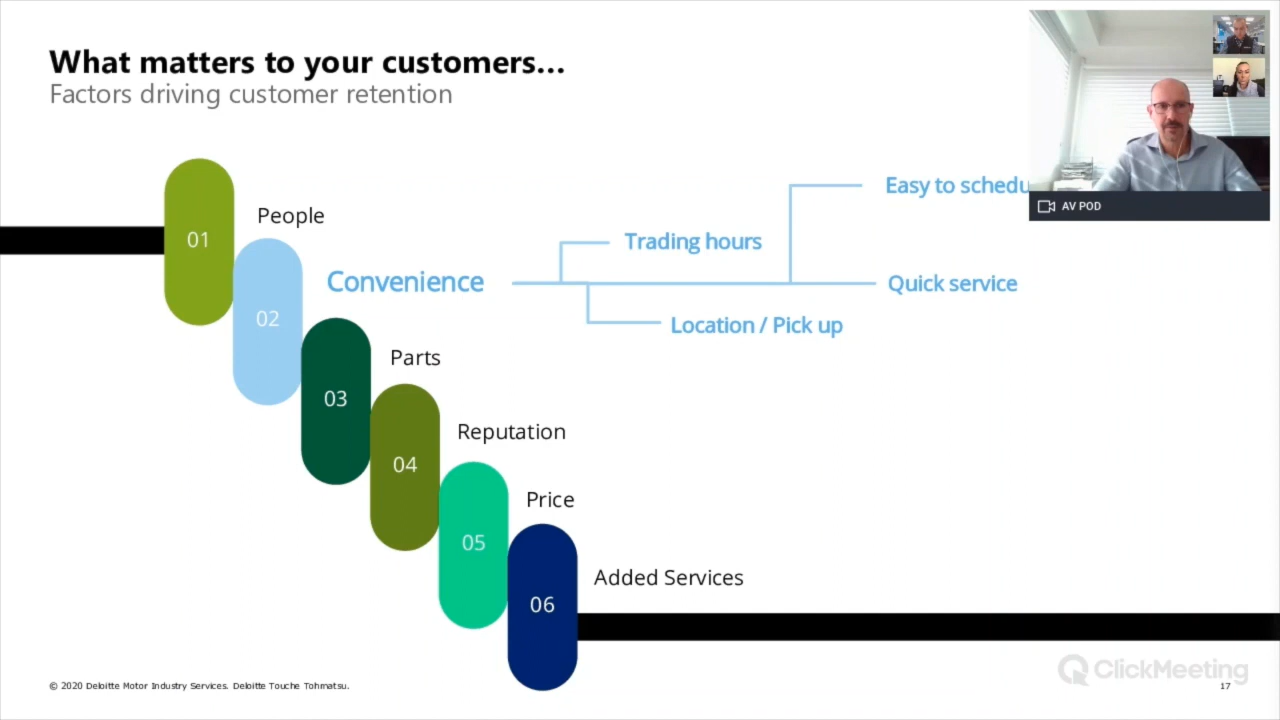 What matters to your customers...
Factors driving customer retention
AV POD
01
People
02
Convenience
Trading hours
Location / Pick up
Easy to schedu
Quick service
03
Parts
04
Reputation
05
Price
06
Added Services
ClickMeeting
© 2020 Deloitte Motor Industry Services. Deloitte Touche Tohmatsu.
17